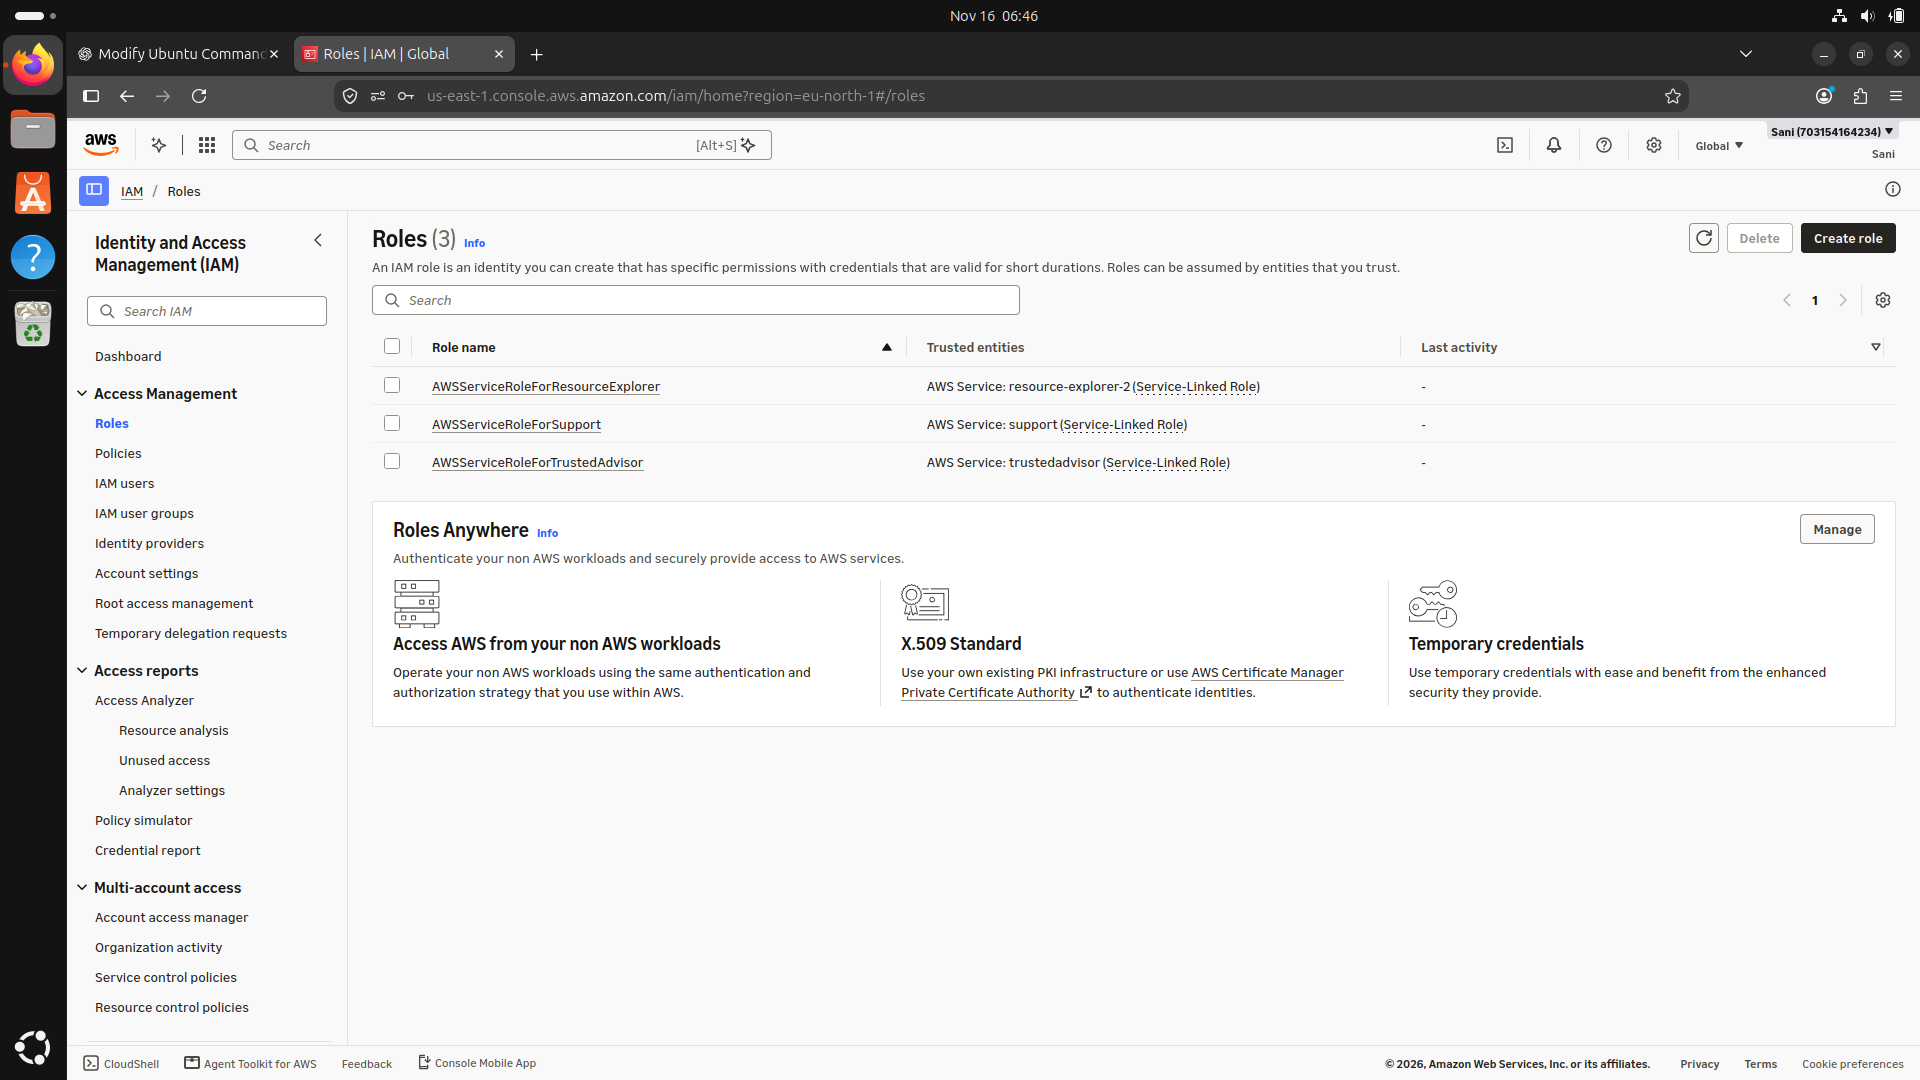 Nov 16 06:46
Modify Ubuntu Comman
Roles | IAM | Global
us-east-1.console.aws.amazon.com/iam/home?region=eu-north-1#/roles
aws
Search
[Alt+S]
Global
Sani (703154164234)
Sani
IAM / Roles
Identity and Access
Management (IAM)
Search IAM
Dashboard
Access Management
Roles
Policies
IAM users
IAM user groups
Identity providers
Account settings
Root access management
Temporary delegation requests
Access reports
Access Analyzer
Resource analysis
Unused access
Analyzer settings
Policy simulator
Credential report
Multi-account access
Account access manager
Organization activity
Service control policies
Resource control policies
Roles (3) Info
Delete
Create role
An IAM role is an identity you can create that has specific permissions with credentials that are valid for short durations. Roles can be assumed by entities that you trust.
Search
1
Role name Trusted entities Last activity
AWSServiceRoleForResourceExplorer AWS Service: resource-explorer-2 (Service-Linked Role) -
AWSServiceRoleForSupport AWS Service: support (Service-Linked Role) -
AWSServiceRoleForTrustedAdvisor AWS Service: trustedadvisor (Service-Linked Role) -
Roles Anywhere Info
Manage
Authenticate your non AWS workloads and securely provide access to AWS services.
Access AWS from your non AWS workloads
Operate your non AWS workloads using the same authentication and
authorization strategy that you use within AWS.
X.509 Standard
Use your own existing PKI infrastructure or use AWS Certificate Manager
Private Certificate Authority to authenticate identities.
Temporary credentials
Use temporary credentials with ease and benefit from the enhanced
security they provide.
CloudShell
Agent Toolkit for AWS
Feedback
Console Mobile App
© 2026, Amazon Web Services, Inc. or its affiliates.
Privacy
Terms
Cookie preferences